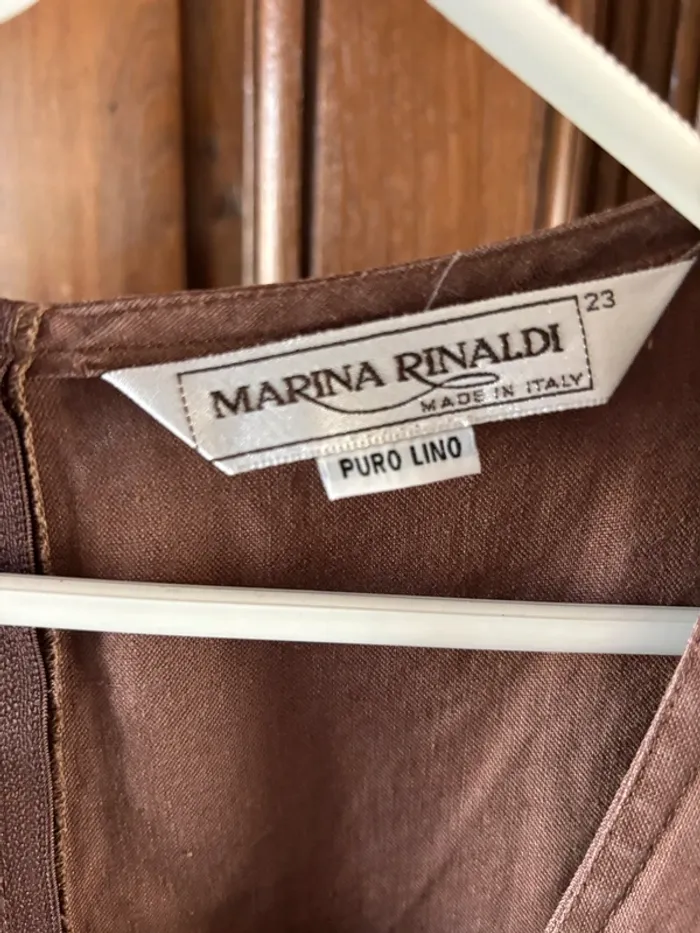 MARINA RINALDI 23
MADE IN ITALY
PURO LINO